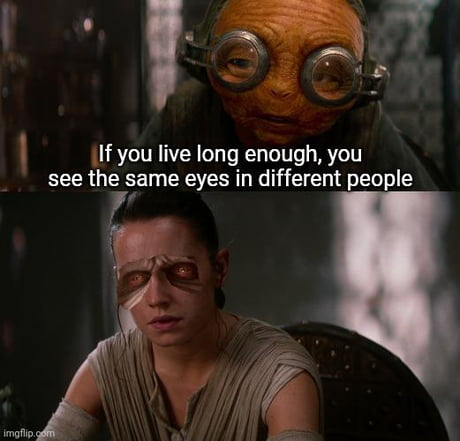 If you live long enough, you
see the same eyes in different people
imgflip.com